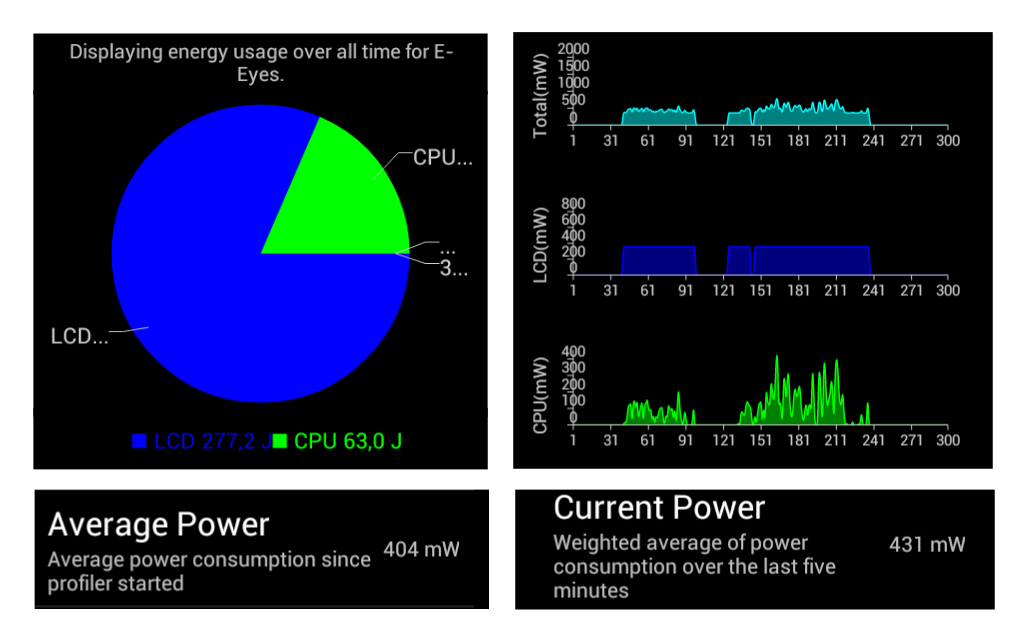 Displaying energy usage over all time for E-
Eyes.
CPU...
...
3...
LCD...
LCD 277,2 J CPU 63,0 J
Total(mW)
2000
1500
1000
500
0
1 31 61 91 121 151 181 211 241 271 300
LCD(mW)
800
600
400
200
0
1 31 61 91 121 151 181 211 241 271 300
CPU(mW)
400
300
200
100
0
1 31 61 91 121 151 181 211 241 271 300
Average Power
Average power consumption since
profiler started
404 mW
Current Power
Weighted average of power
consumption over the last five
minutes
431 mW